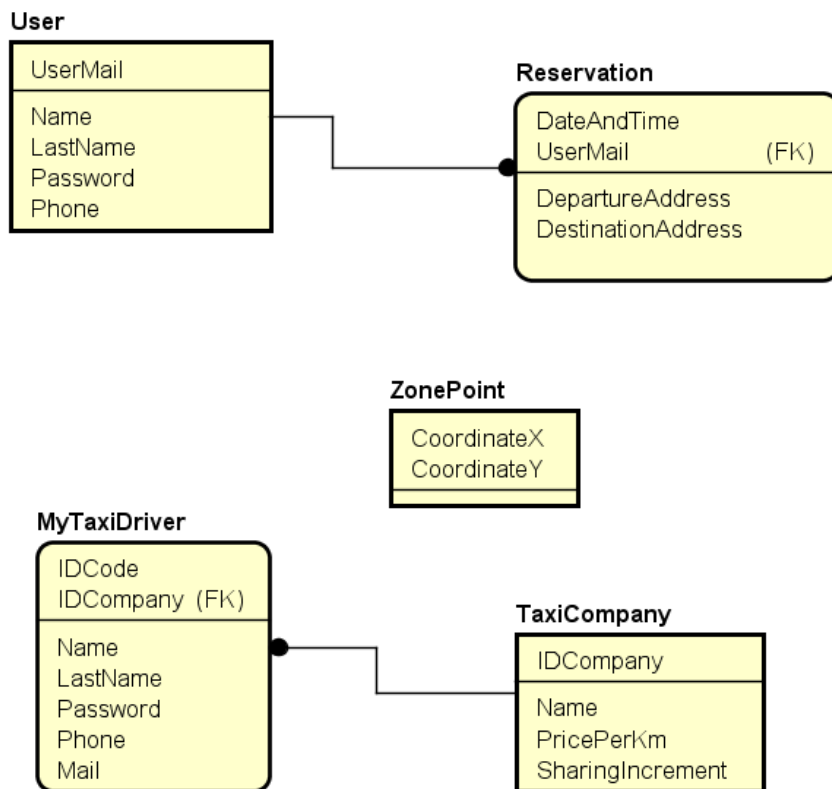 User
UserMail
Name
LastName
Password
Phone
Reservation
DateAndTime
UserMail (FK)
DepartureAddress
DestinationAddress
ZonePoint
CoordinateX
CoordinateY
MyTaxiDriver
IDCode
IDCompany (FK)
Name
LastName
Password
Phone
Mail
TaxiCompany
IDCompany
Name
PricePerKm
SharingIncrement